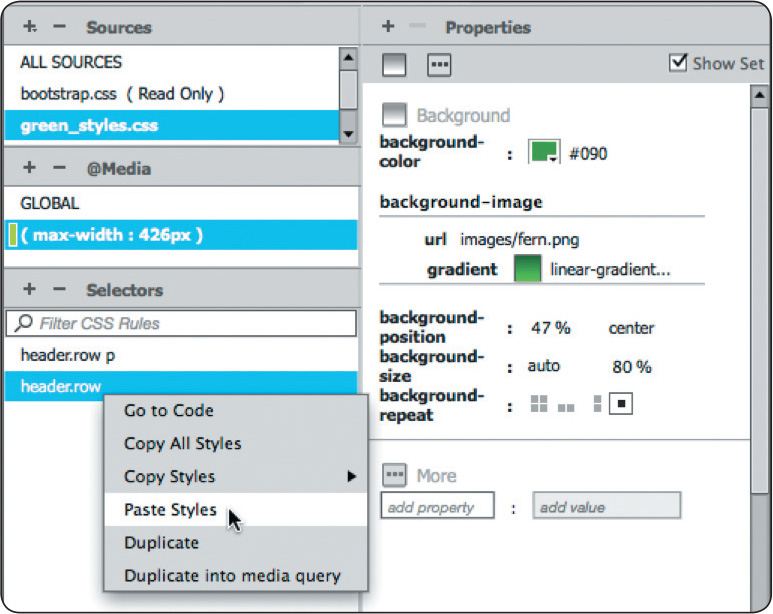 Sources
ALL SOURCES
bootstrap.css ( Read Only )
green_styles.css
@Media
GLOBAL
( max-width : 426px )
Selectors
Filter CSS Rules
header.row p
header.row
Go to Code
Copy All Styles
Copy Styles
Paste Styles
Duplicate
Duplicate into media query
Properties
Show Set
Background
background-
color : #090
background-image
url images/fern.png
gradient linear-gradient...
background-
position : 47 % center
background-
size : auto 80 %
background-
repeat :
More
add property : add value